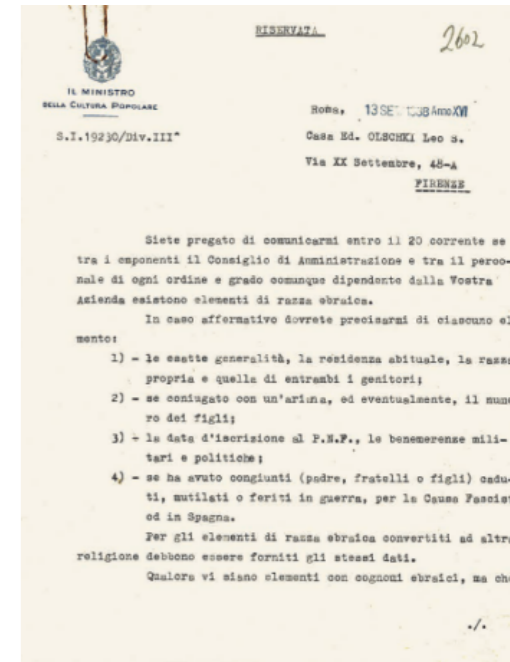 RISERVATA
2602
IL MINISTRO
DELLA CULTURA POPOLARE
Roma, 13 SET. 1938 Anno XVI
S.I.19230/Div.III^
Casa Ed. OLSCHKI Leo S.
Via XX Settembre, 48-A
FIRENZE
Siete pregato di comunicarmi entro il 20 corrente se
tra i componenti il Consiglio di Amministrazione e tra il perso-
nale di ogni ordine e grado comunque dipendente dalla Vostra
Azienda esistono elementi di razza ebraica.
In caso affermativo dovrete precisarmi di ciascuno el
mento:
1) - le esatte generalità, la residenza abituale, la razza
propria e quella di entrambi i genitori;
2) - se coniugato con un'ariana, ed eventualmente, il nume
ro dei figli;
3) - la data d'iscrizione al P.N.F., le benemerenze mili-
tari e politiche;
4) - se ha avuto congiunti (padre, fratelli o figli) cadu-
ti, mutilati o feriti in guerra, per la Causa Fascist
od in Spagna.
Per gli elementi di razza ebraica convertiti ad altra
religione debbono essere forniti gli stessi dati.
Qualora vi siano elementi con cognomi ebraici, ma che
./.